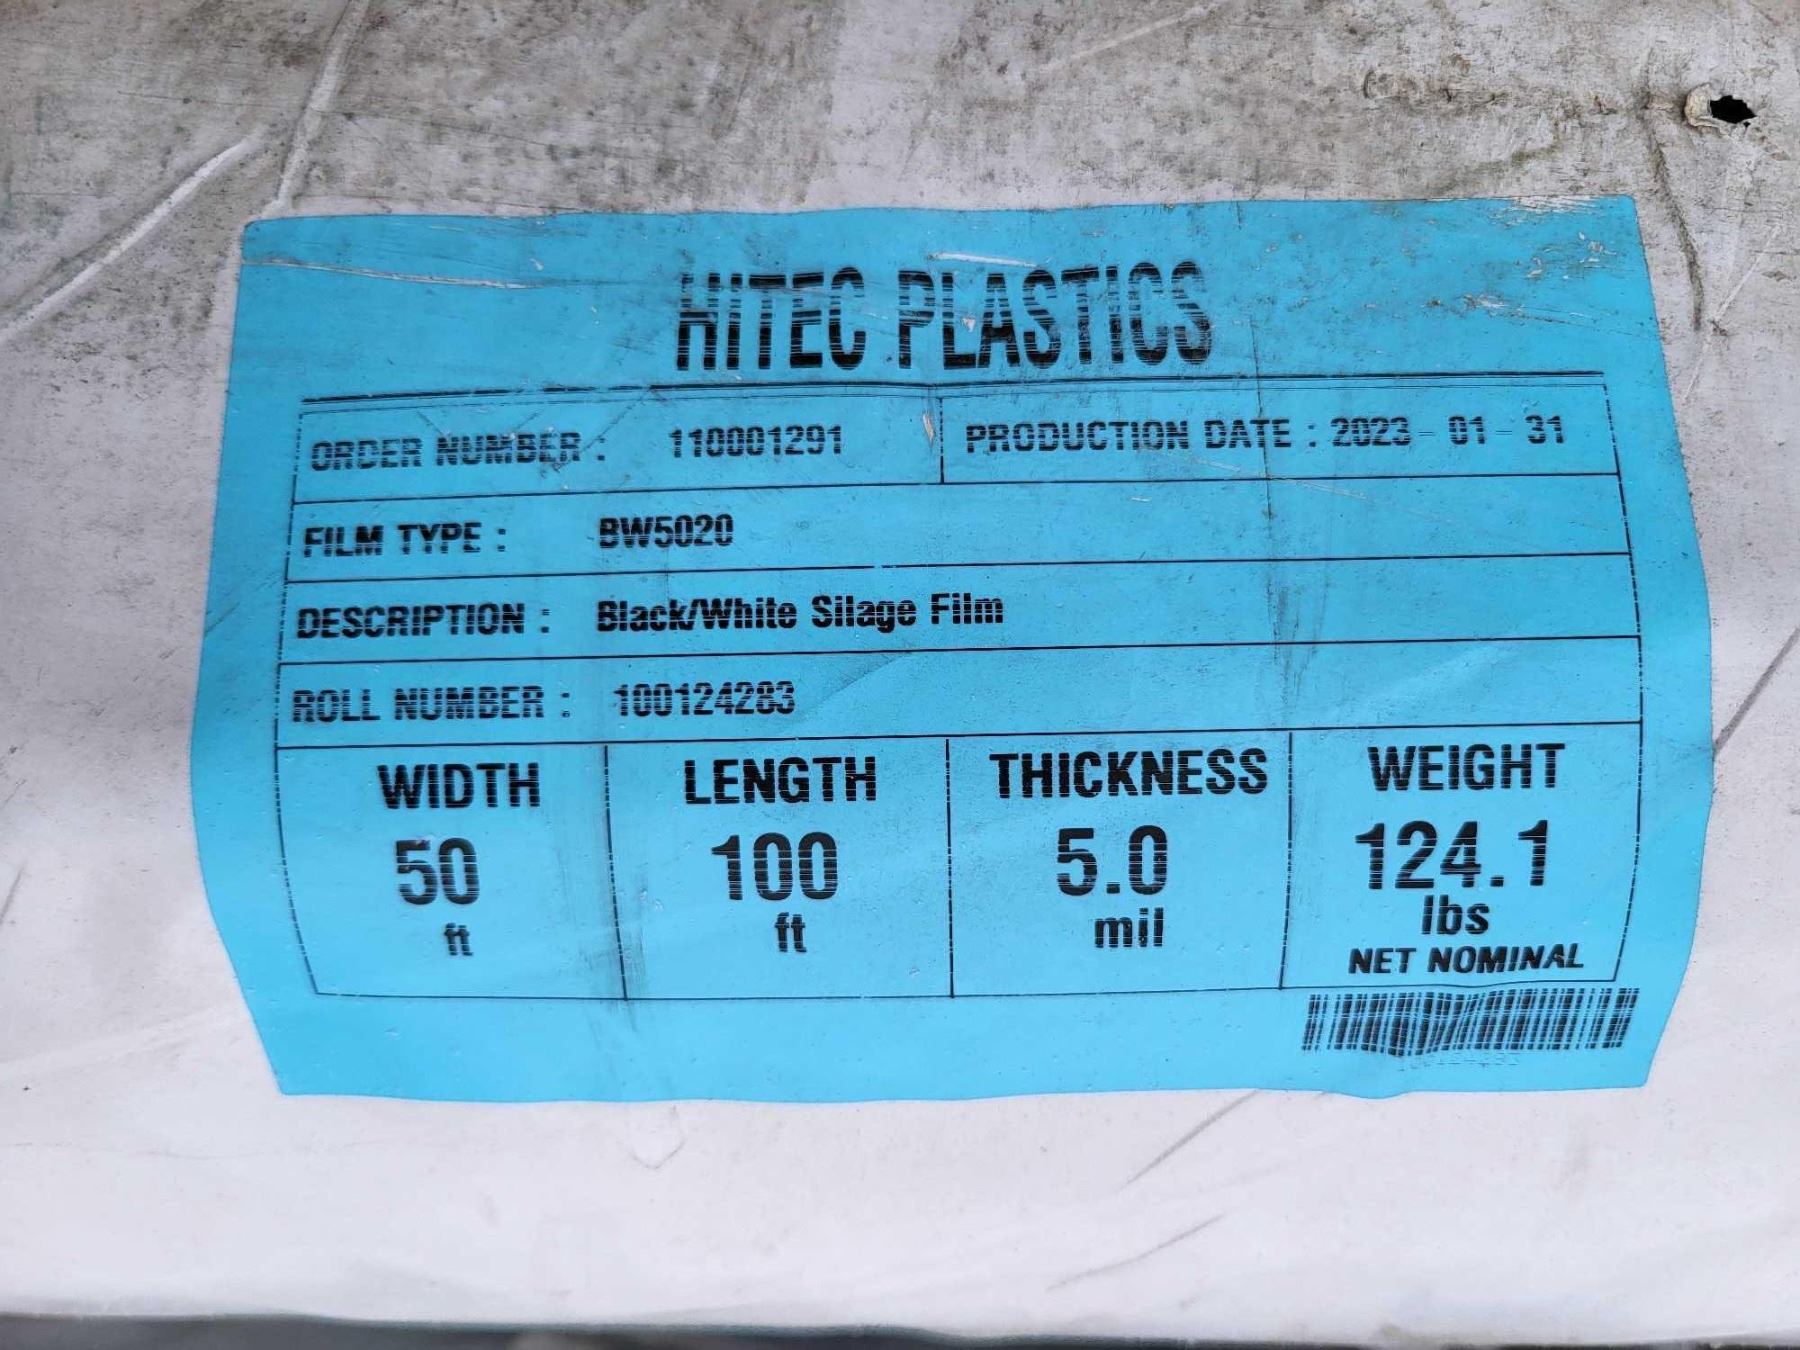 HITEC PLASTICS
ORDER NUMBER : 110001291 PRODUCTION DATE : 2023 - 01 - 31
FILM TYPE : BW5020
DESCRIPTION : Black/White Silage Film
ROLL NUMBER : 100124283
WIDTH LENGTH THICKNESS WEIGHT
50 100 5.0 124.1
ft ft mil lbs
NET NOMINAL